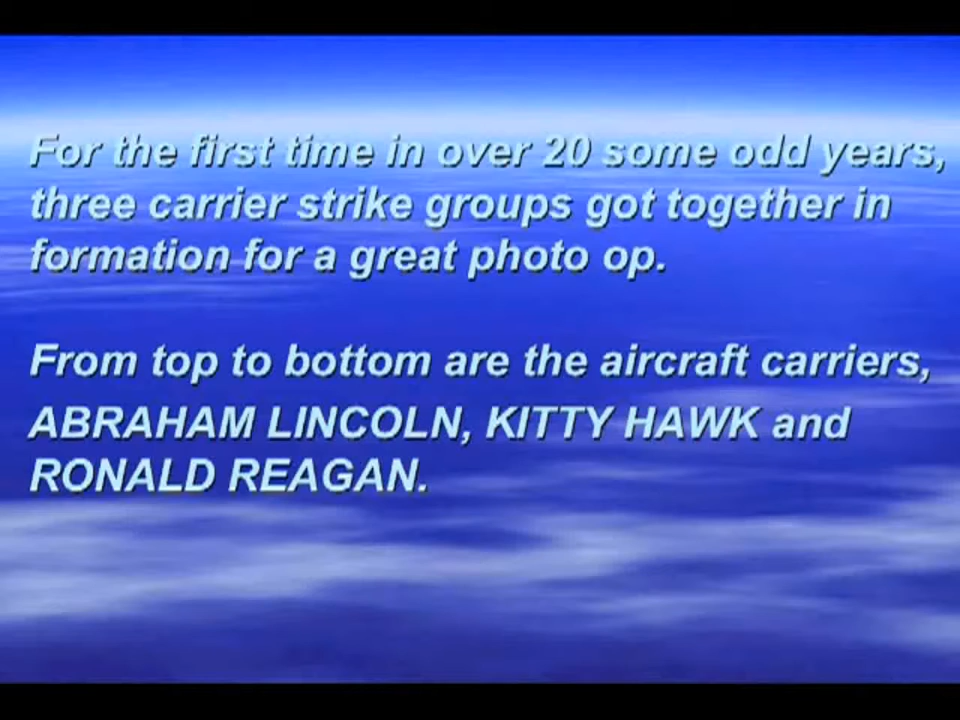 For the first time in over 20 some odd years,
three carrier strike groups got together in
formation for a great photo op.
From top to bottom are the aircraft carriers,
ABRAHAM LINCOLN, KITTY HAWK and
RONALD REAGAN.